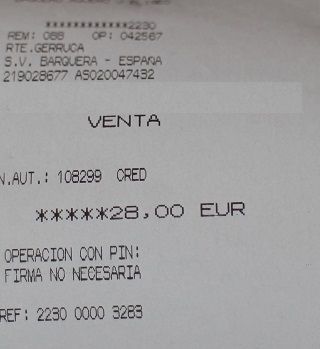 ************2230
REM: 088 OP: 042567
RTE.GERRUCA
S.V. BARQUERA - ESPAÑA
219028677 AS020047432
VENTA
N.AUT.: 108299 CRED
*****28,00 EUR
OPERACION CON PIN:
FIRMA NO NECESARIA
REF: 2230 0000 3283